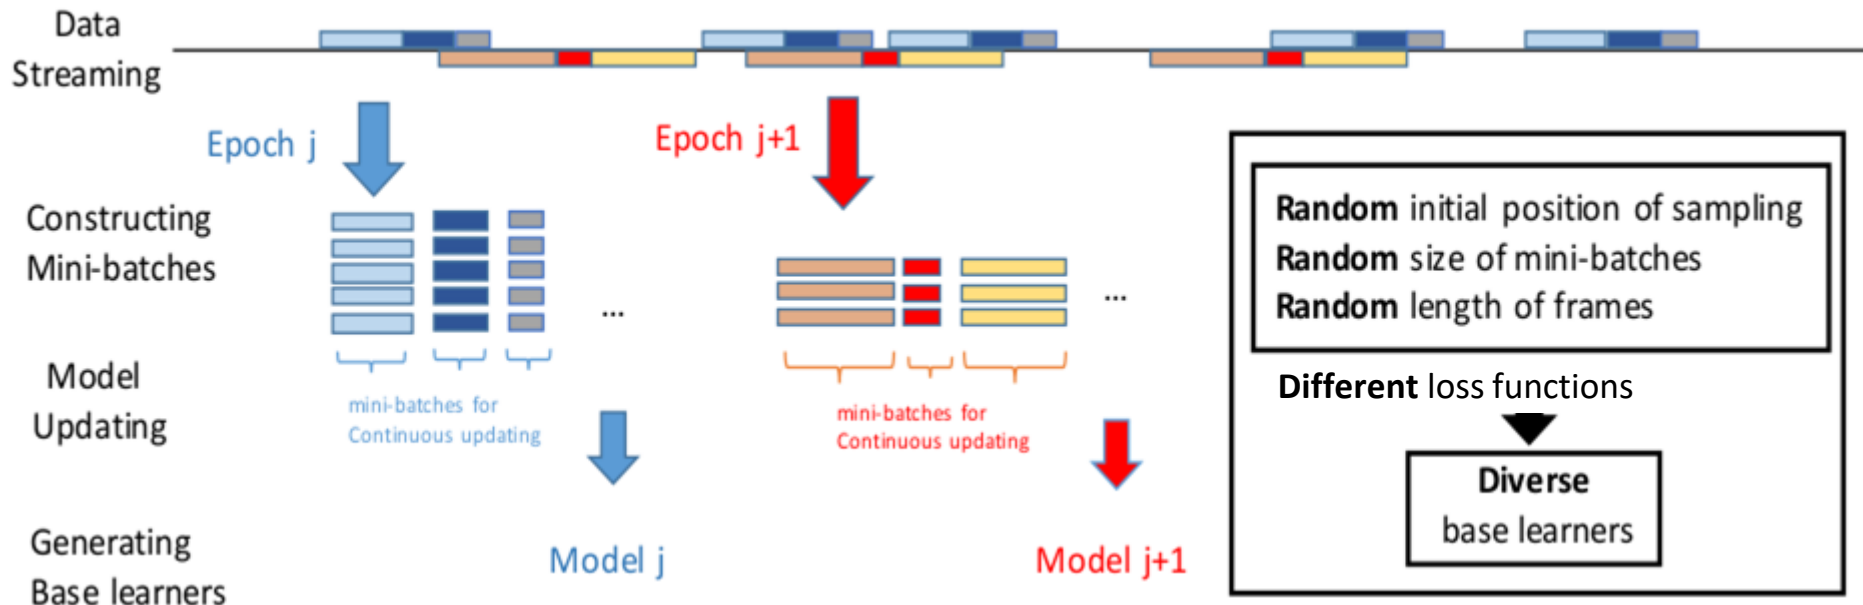 Data
Streaming
Epoch j
Epoch j+1
Constructing
Mini-batches
...
...
Random initial position of sampling
Random size of mini-batches
Random length of frames
Model
Updating
mini-batches for
Continuous updating
mini-batches for
Continuous updating
Different loss functions
Diverse
base learners
Generating
Base learners
Model j
Model j+1